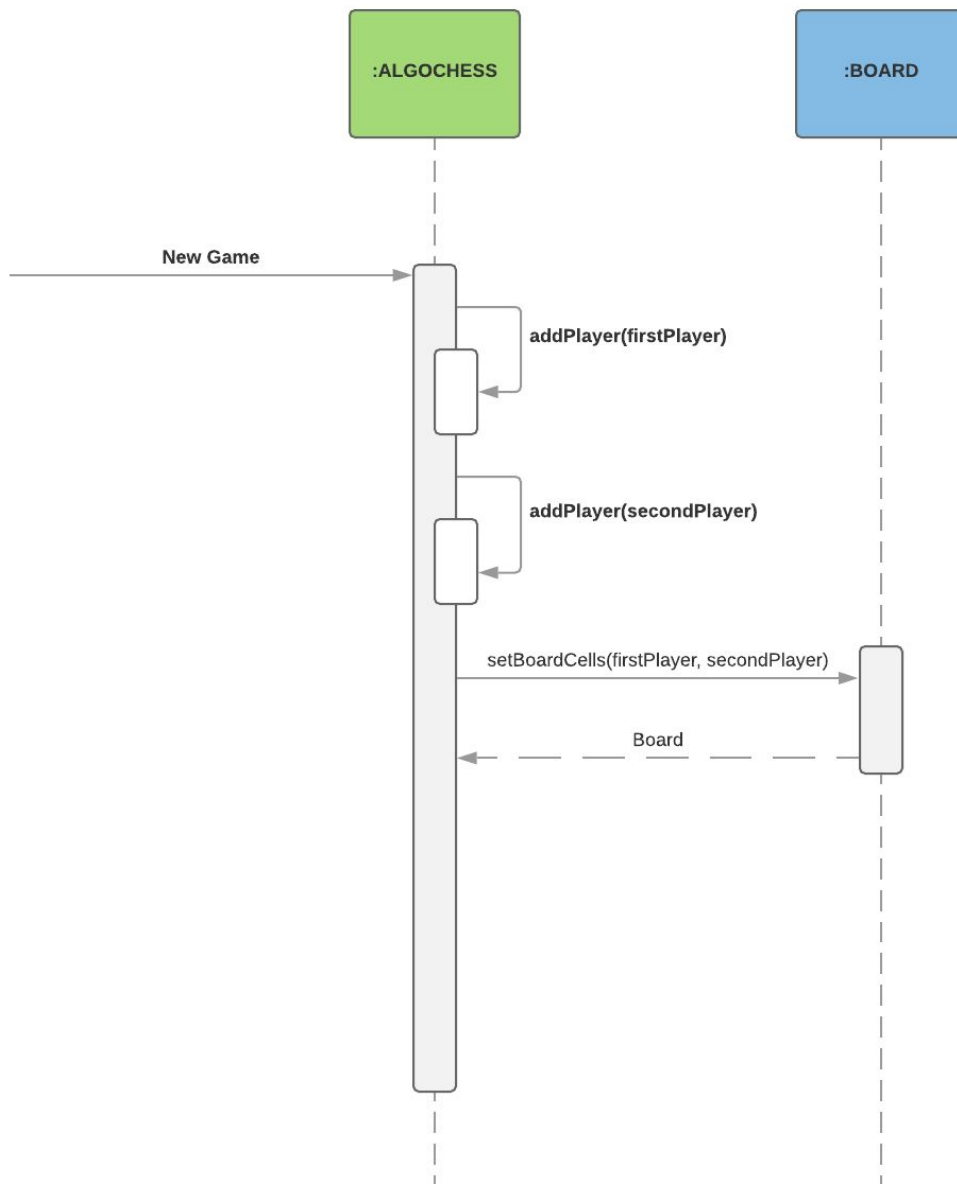 :ALGOCHESS
:BOARD
New Game
addPlayer(firstPlayer)
addPlayer(secondPlayer)
setBoardCells(firstPlayer, secondPlayer)
Board